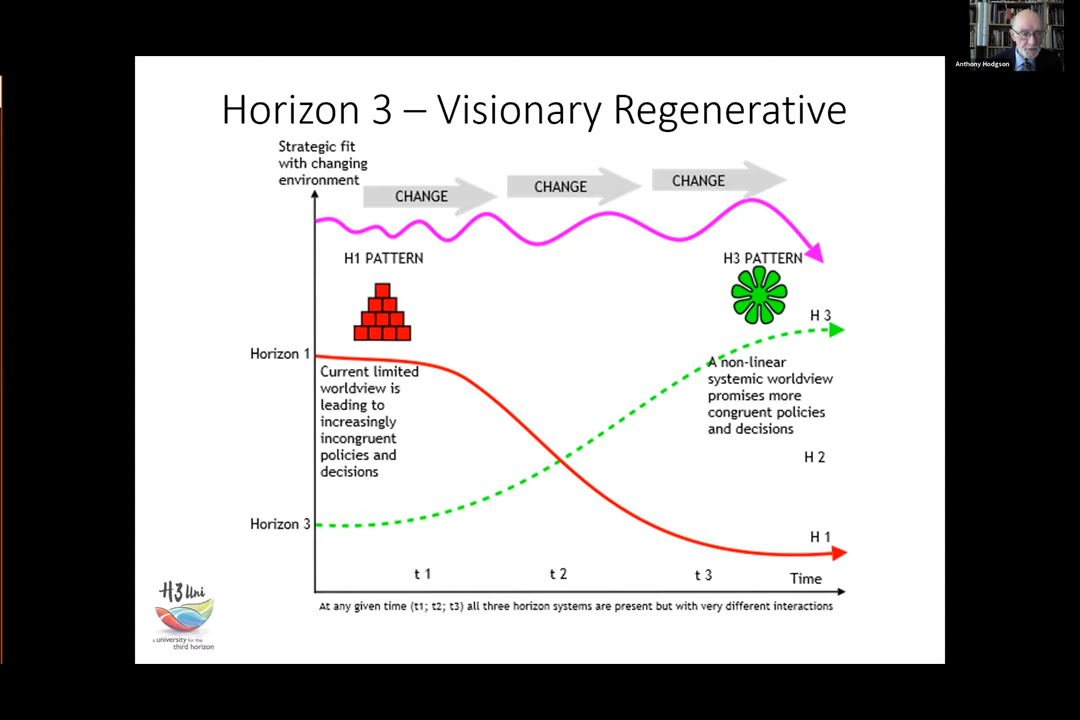 Anthony Hodgson
Horizon 3 – Visionary Regenerative
Strategic fit
with changing
environment
CHANGE
CHANGE
CHANGE
H1 PATTERN
H3 PATTERN
H 3
Horizon 1
Current limited
worldview is
leading to
increasingly
incongruent
policies and
decisions
A non-linear
systemic worldview
promises more
congruent policies
and decisions
H 2
Horizon 3
H 1
t 1
t 2
t 3
Time
At any given time (t1; t2; t3) all three horizon systems are present but with very different interactions
H3Uni
a university for the
third horizon